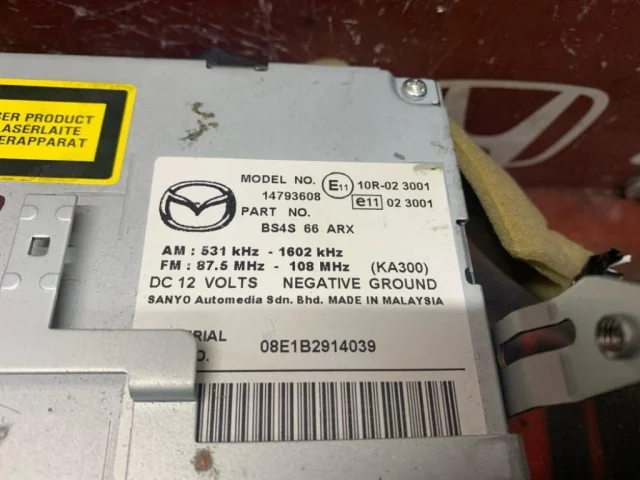 CER PRODUCT
LASERLAITE
ERAPPARAT
MODEL NO. E11 10R-02 3001
14793608 e11 02 3001
PART NO.
BS4S 66 ARX
AM : 531 kHz - 1602 kHz
FM : 87.5 MHz - 108 MHz (KA300)
DC 12 VOLTS NEGATIVE GROUND
SANYO Automedia Sdn. Bhd. MADE IN MALAYSIA
ERIAL
O. 08E1B2914039